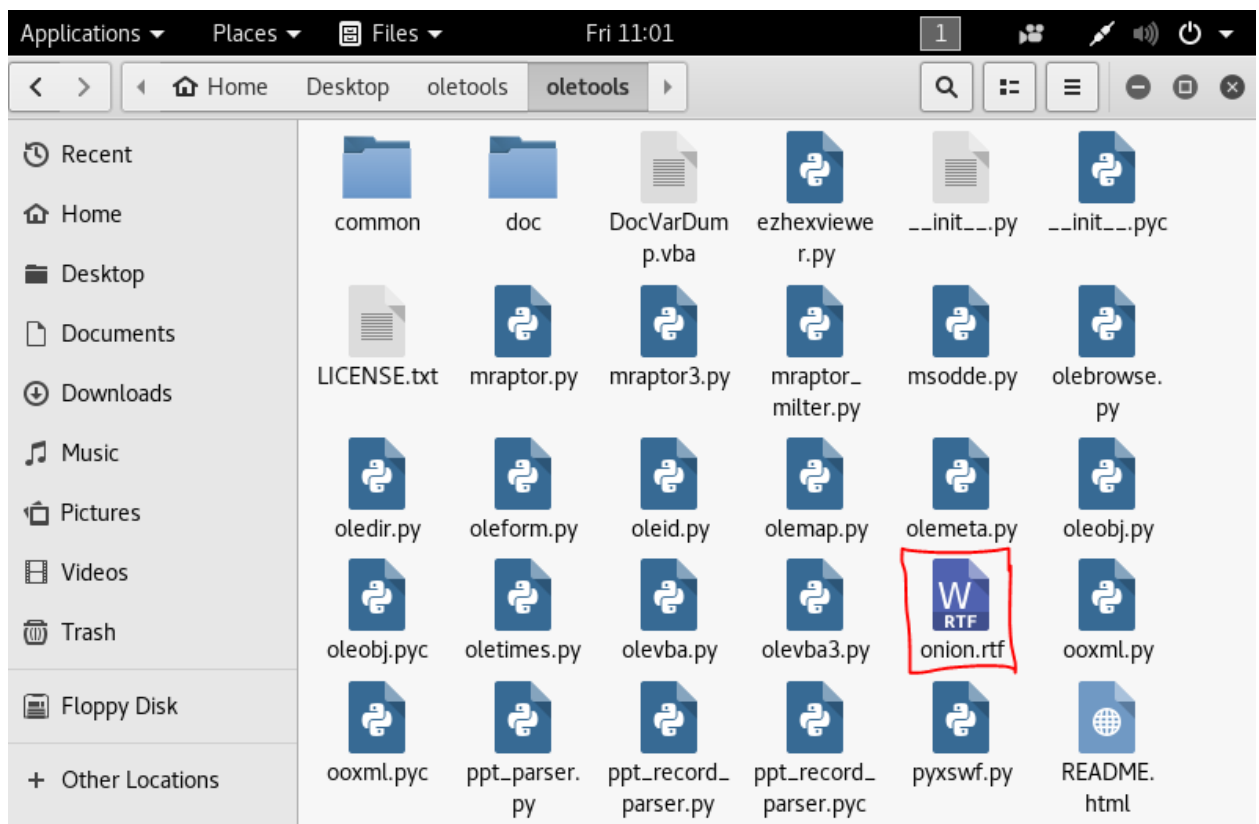 Applications Places Files Fri 11:01 1
Home Desktop oletools oletools
Recent
Home
Desktop
Documents
Downloads
Music
Pictures
Videos
Trash
Floppy Disk
+ Other Locations
common doc DocVarDum ezhexviewe __init__.py __init__.pyc
p.vba r.py
LICENSE.txt mraptor.py mraptor3.py mraptor_ msodde.py olebrowse.
milter.py py
oledir.py oleform.py oleid.py olemap.py olemeta.py oleobj.py
W
RTF
oleobj.pyc oletimes.py olevba.py olevba3.py onion.rtf ooxml.py
ooxml.pyc ppt_parser. ppt_record_ ppt_record_ pyxswf.py README.
py parser.py parser.pyc html